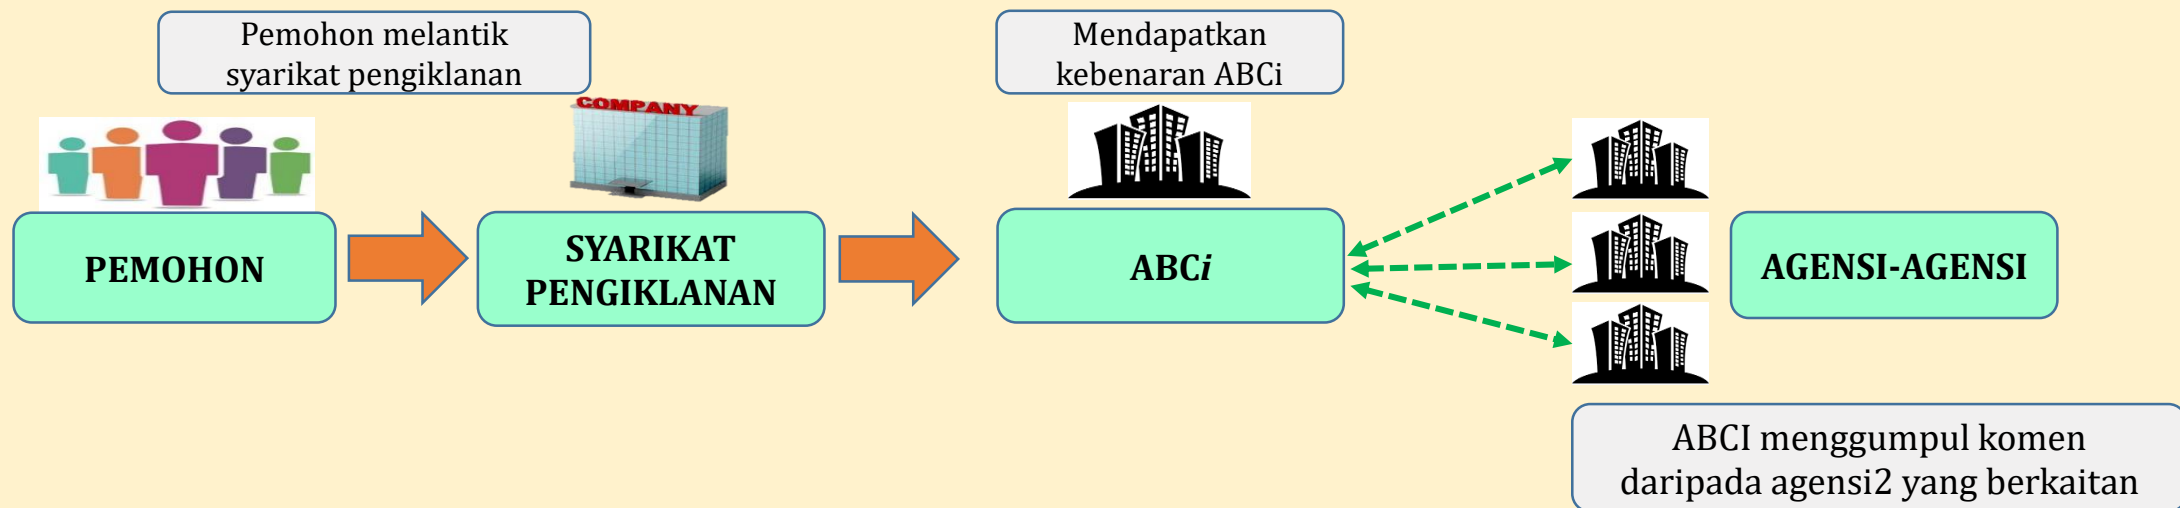 Pemohon melantik
syarikat pengiklanan
Mendapatkan
kebenaran ABCi
COMPANY
PEMOHON
SYARIKAT
PENGIKLANAN
ABCi
AGENSI-AGENSI
ABCI menggumpul komen
daripada agensi2 yang berkaitan